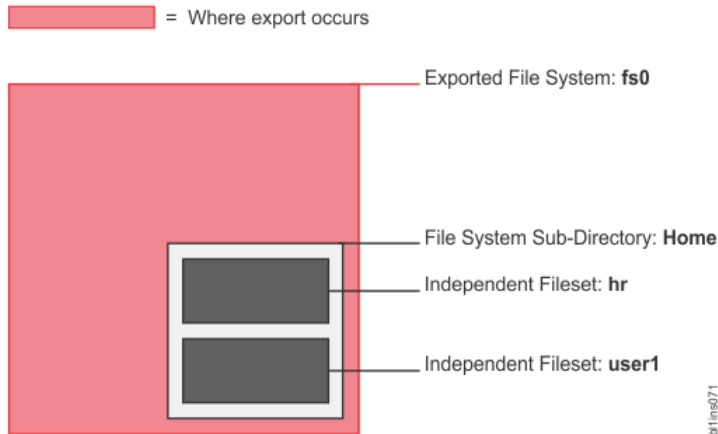 = Where export occurs
Exported File System: fs0
File System Sub-Directory: Home
Independent Fileset: hr
Independent Fileset: user1
bl1ins071